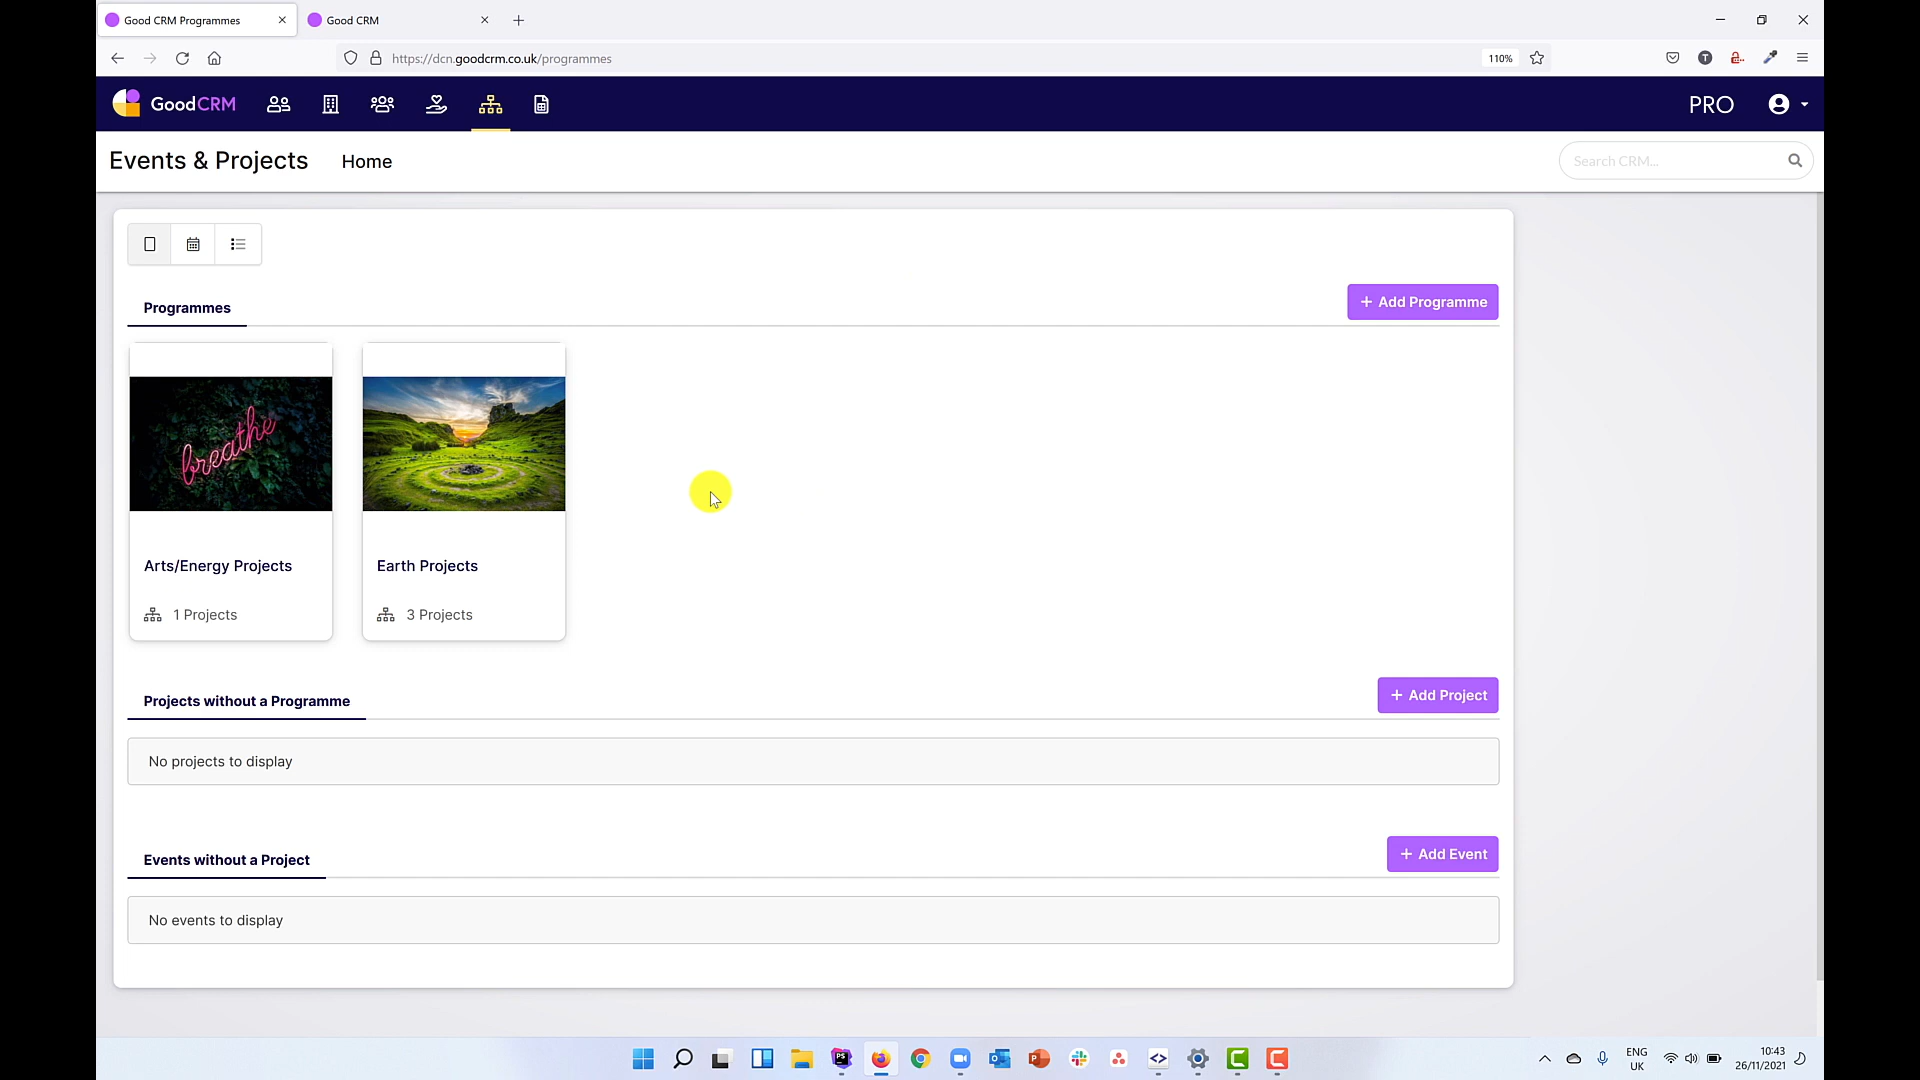 Good CRM Programmes
Good CRM
https://dcn.goodcrm.co.uk/programmes
110%
T
GoodCRM
PRO
Events & Projects
Home
Search CRM...
Programmes
+ Add Programme
breathe
Arts/Energy Projects
Earth Projects
1 Projects
3 Projects
Projects without a Programme
+ Add Project
No projects to display
Events without a Project
+ Add Event
No events to display
PS
ENG
UK
10:43
26/11/2021